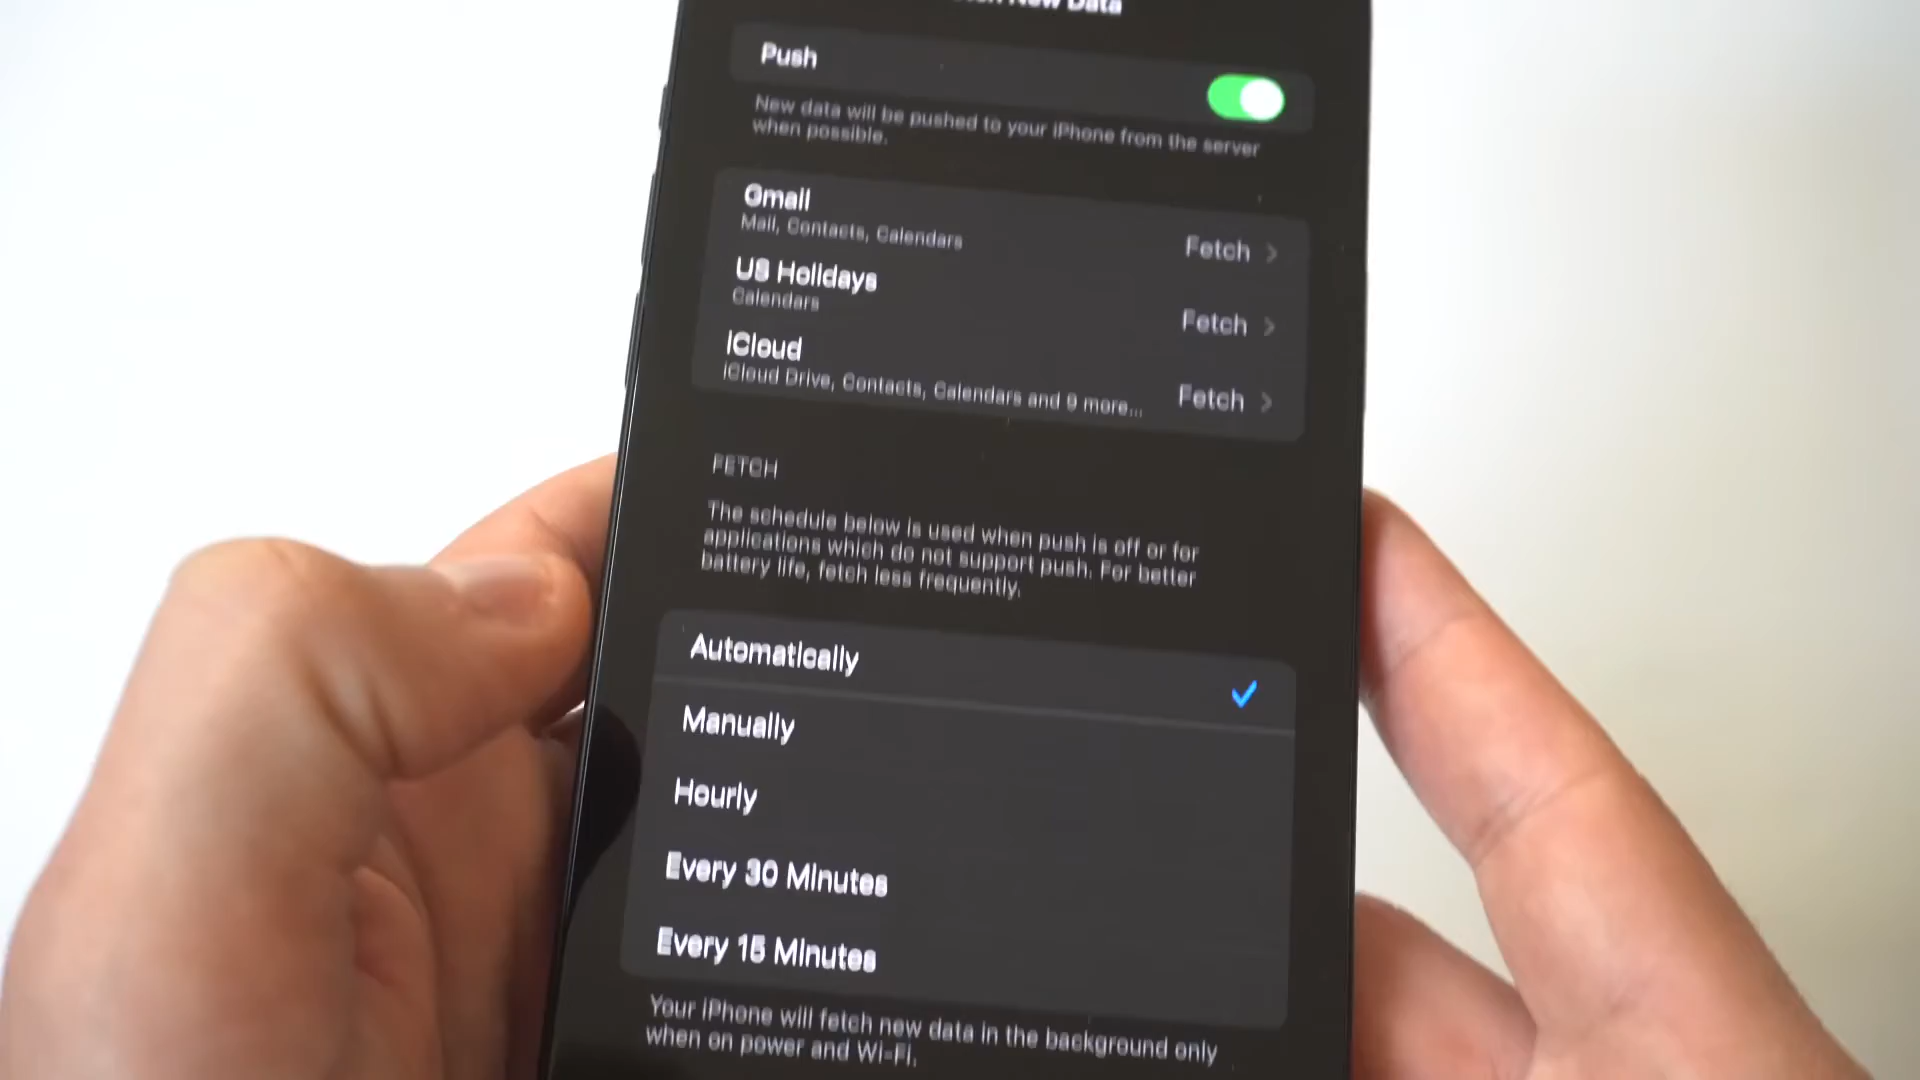 New Data
Push
New data will be pushed to your iPhone from the server
when possible.
Gmail
Mail, Contacts, Calendars
Fetch
US Holidays
Calendars
Fetch
iCloud
iCloud Drive, Contacts, Calendars and 9 more...
Fetch
FETCH
The schedule below is used when push is off or for
applications which do not support push. For better
battery life, fetch less frequently.
Automatically
Manually
Hourly
Every 30 Minutes
Every 15 Minutes
Your iPhone will fetch new data in the background only
when on power and Wi-Fi.